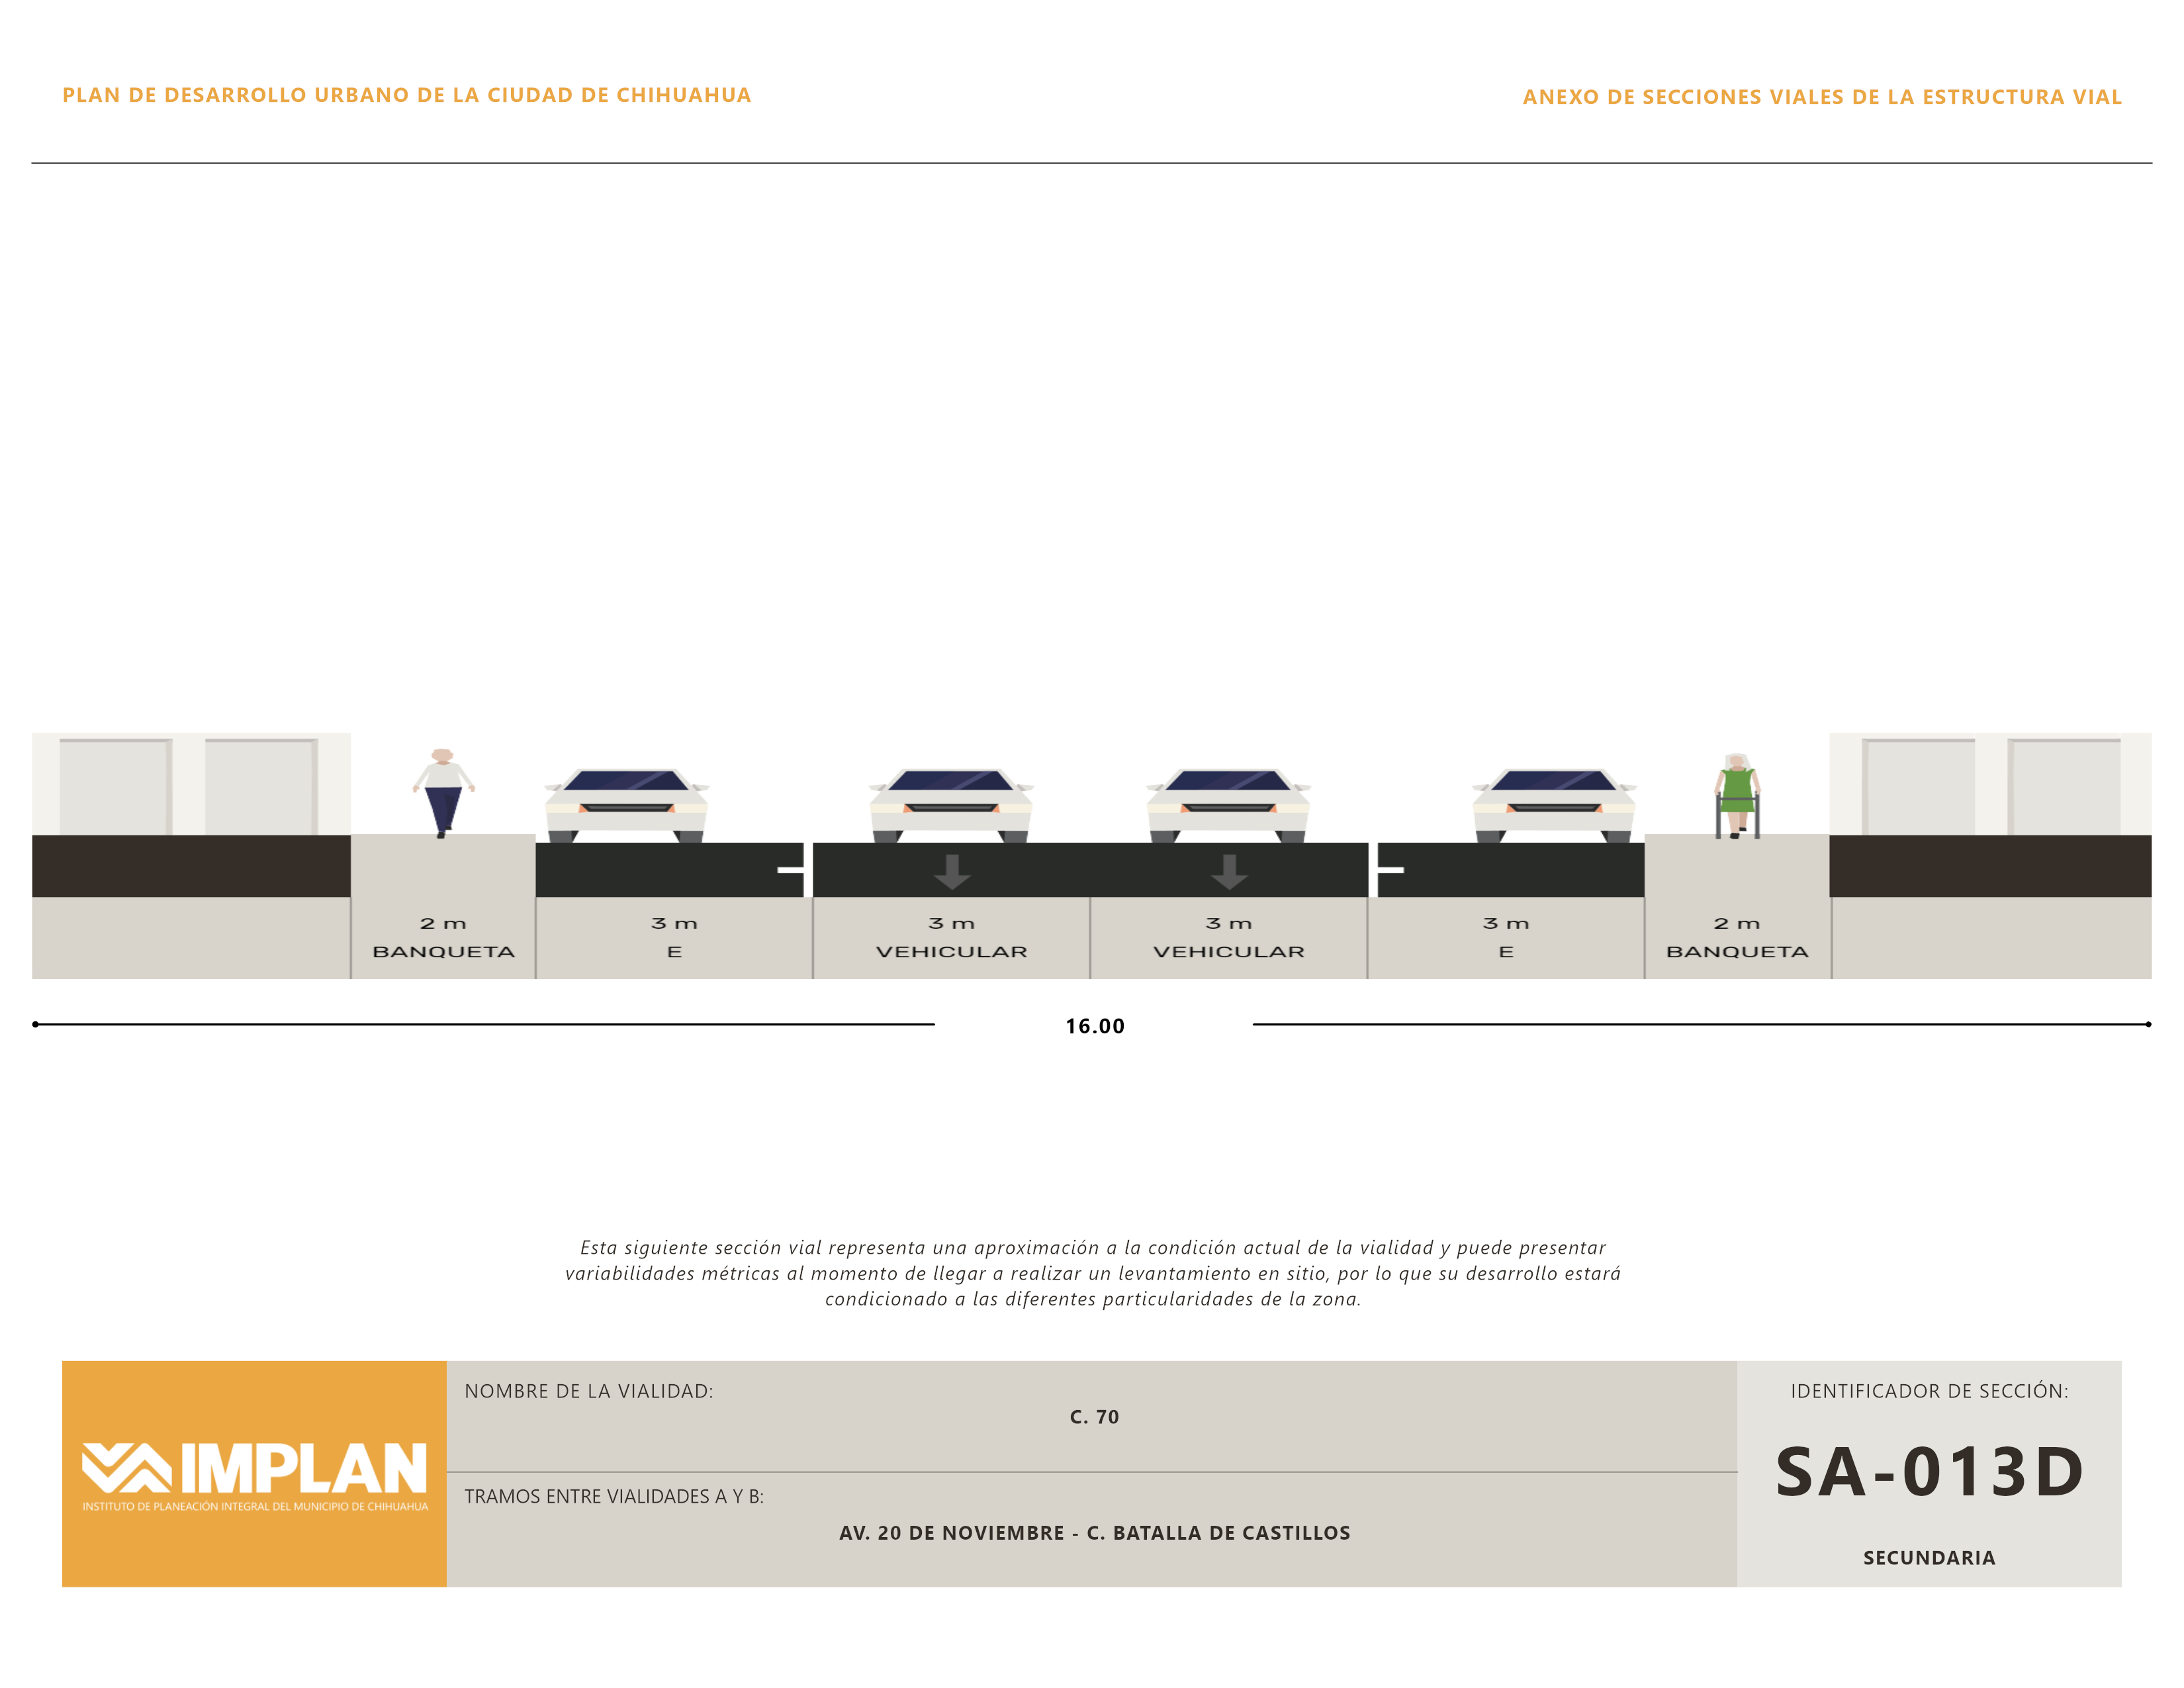 PLAN DE DESARROLLO URBANO DE LA CIUDAD DE CHIHUAHUA
ANEXO DE SECCIONES VIALES DE LA ESTRUCTURA VIAL
2 m
BANQUETA
3 m
E
3 m
VEHICULAR
3 m
VEHICULAR
3 m
E
2 m
BANQUETA
16.00
Esta siguiente sección vial representa una aproximación a la condición actual de la vialidad y puede presentar
variabilidades métricas al momento de llegar a realizar un levantamiento en sitio, por lo que su desarrollo estará
condicionado a las diferentes particularidades de la zona.
IMPLAN
INSTITUTO DE PLANEACIÓN INTEGRAL DEL MUNICIPIO DE CHIHUAHUA
NOMBRE DE LA VIALIDAD:
C. 70
TRAMOS ENTRE VIALIDADES A Y B:
AV. 20 DE NOVIEMBRE - C. BATALLA DE CASTILLOS
IDENTIFICADOR DE SECCIÓN:
SA-013D
SECUNDARIA